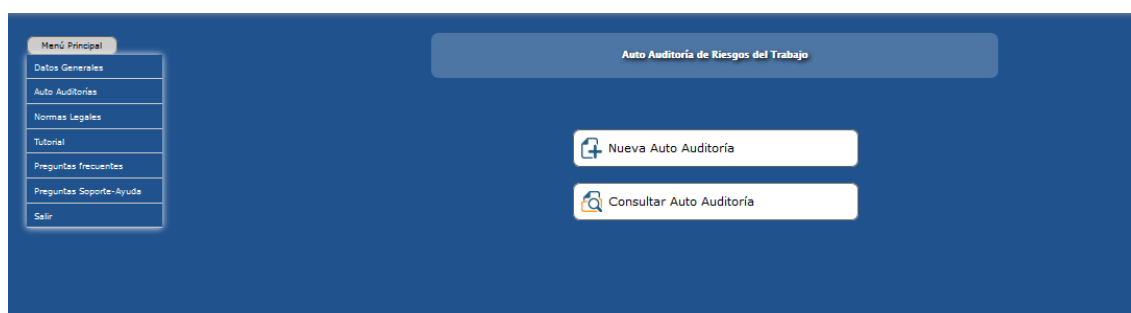 Menú Principal
Datos Generales
Auto Auditorías
Normas Legales
Tutorial
Preguntas frecuentes
Preguntas Soporte-Ayuda
Salir
Auto Auditoría de Riesgos del Trabajo
Nueva Auto Auditoría
Consultar Auto Auditoría